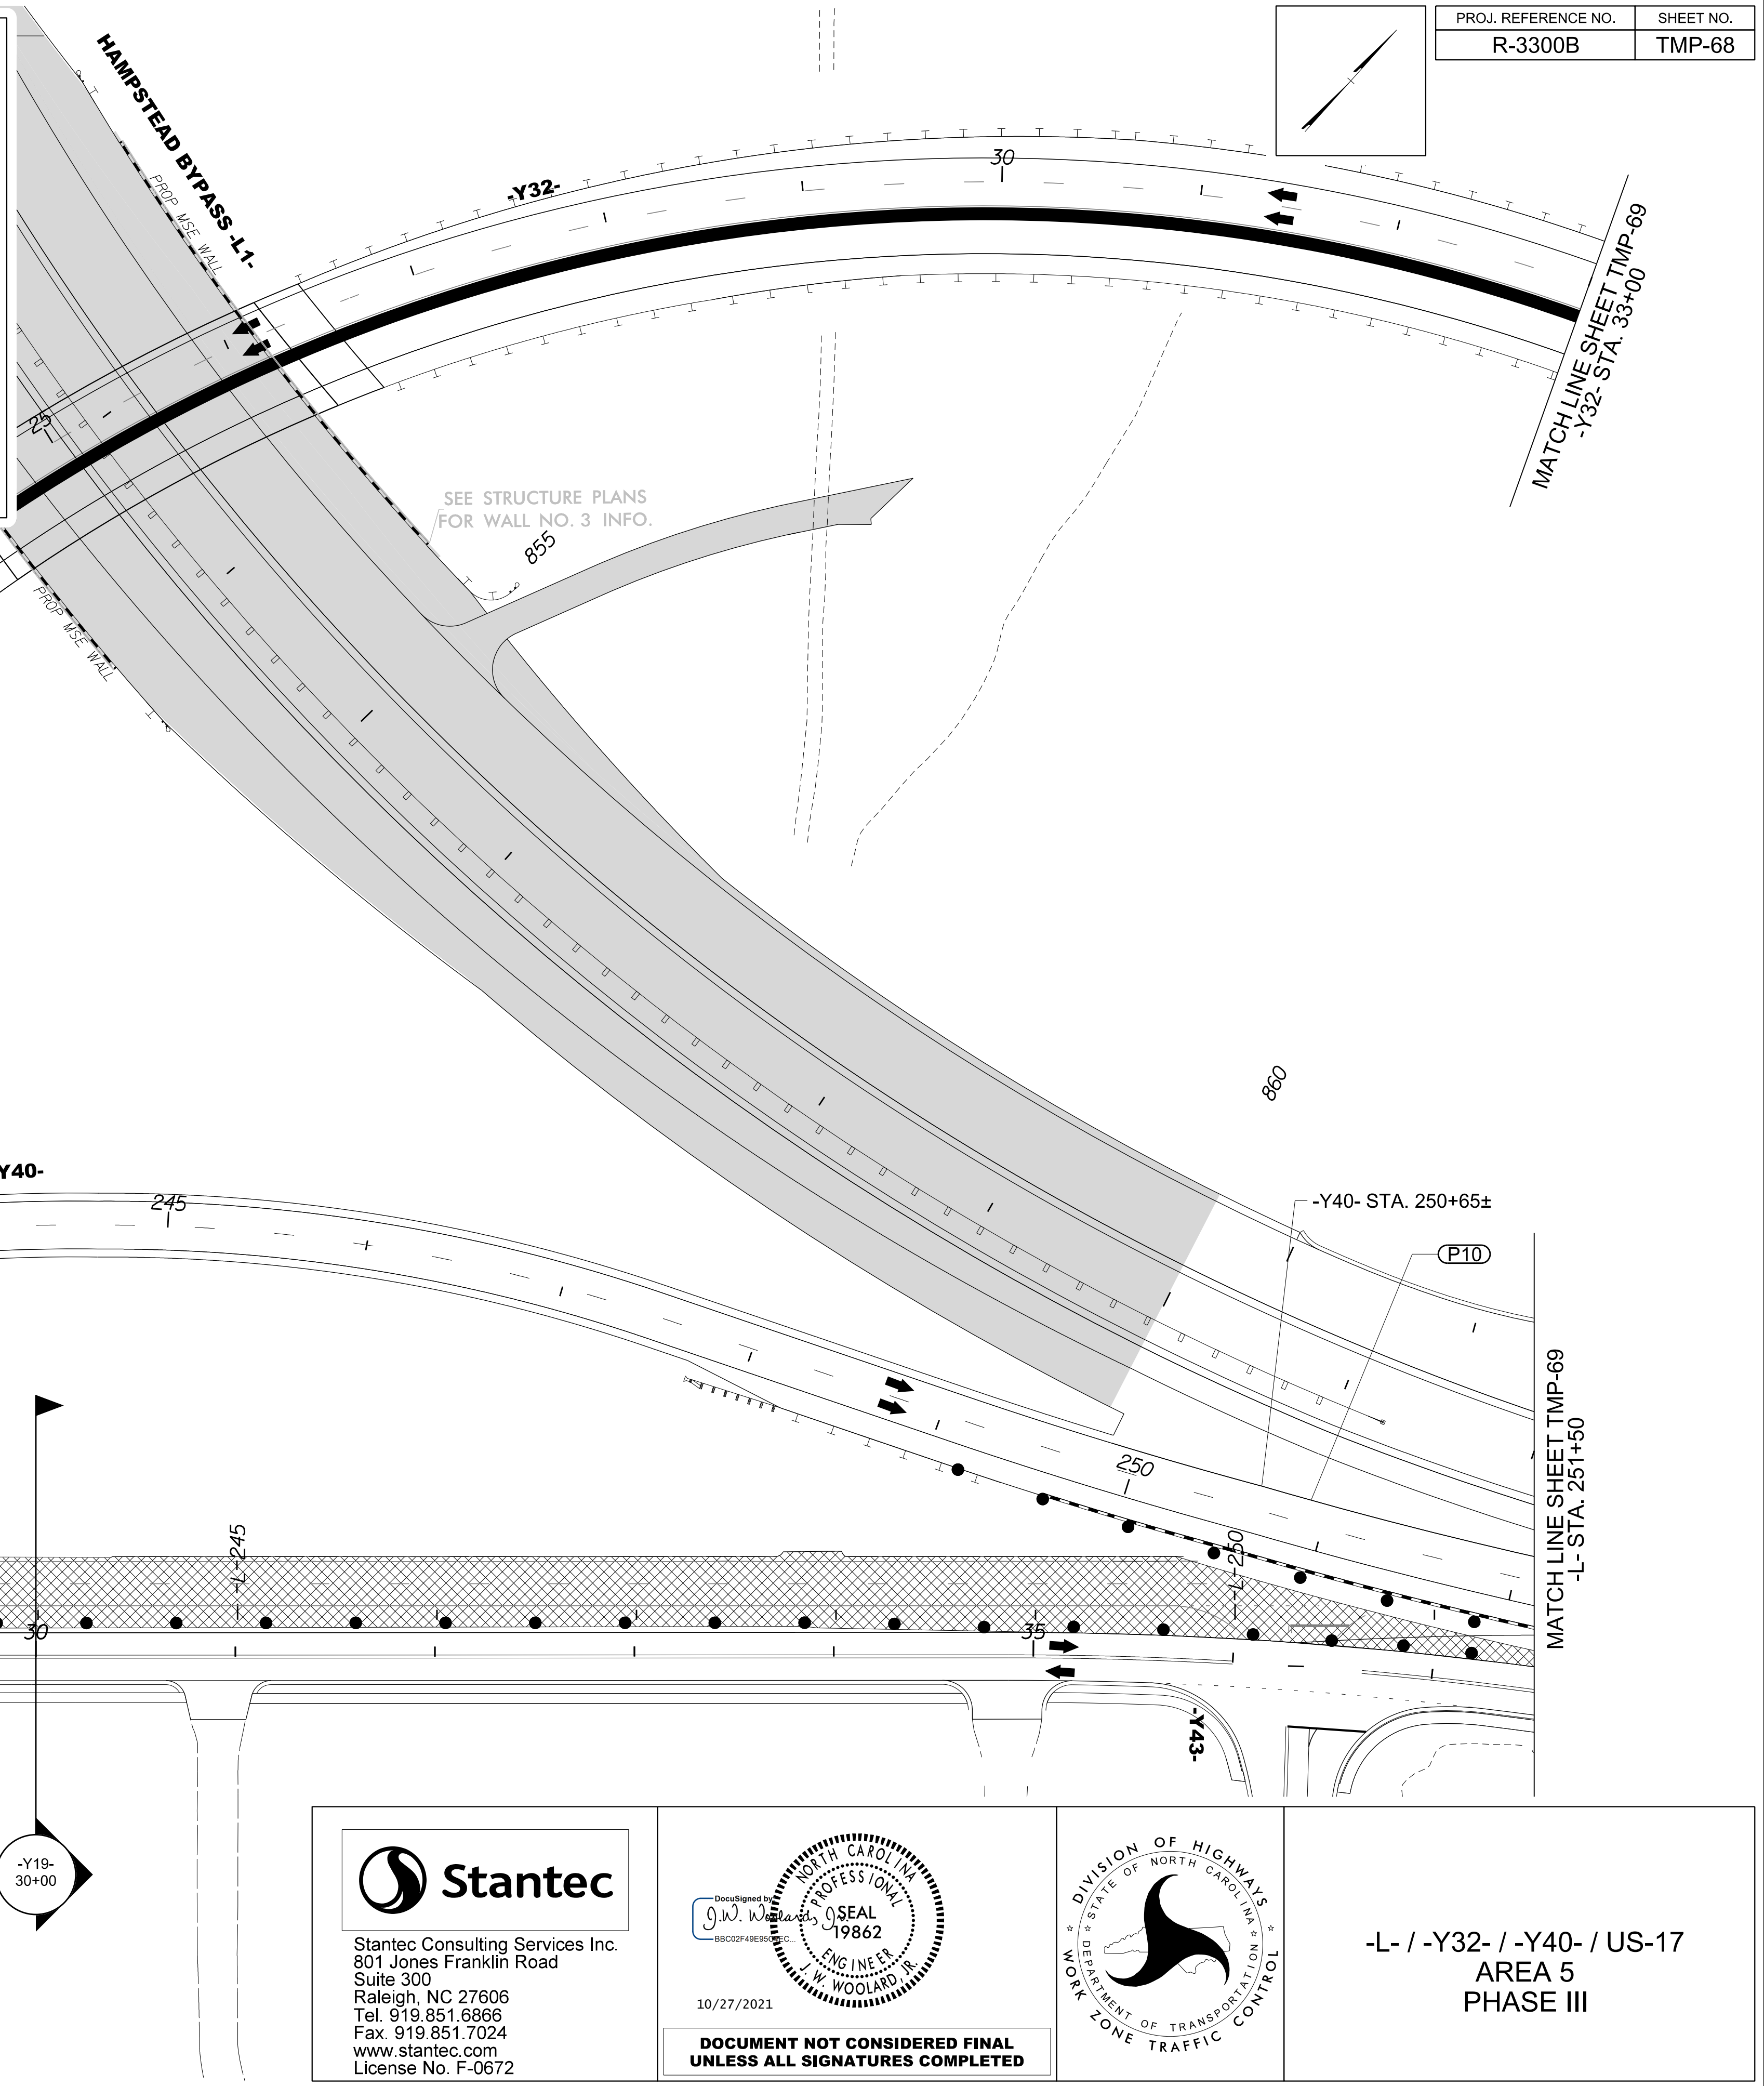 PROJ. REFERENCE NO.
SHEET NO.
R-3300B
TMP-68
HAMPSTEAD BYPASS -L1-
PROP MSE WALL
-Y32-
30
MATCH LINE SHEET TMP-69
-Y32- STA. 33+00
25
SEE STRUCTURE PLANS
FOR WALL NO. 3 INFO.
855
PROP MSE WALL
860
Y40-
245
-Y40- STA. 250+65±
P10
250
MATCH LINE SHEET TMP-69
-L- STA. 251+50
-L-245
-L-250
30
35
-Y43-
-Y19-
30+00
Stantec
Stantec Consulting Services Inc.
801 Jones Franklin Road
Suite 300
Raleigh, NC 27606
Tel. 919.851.6866
Fax. 919.851.7024
www.stantec.com
License No. F-0672
DocuSigned by:
J.W. Woolard, Jr.
NORTH CAROLINA
PROFESSIONAL
SEAL
19862
ENGINEER
J. W. WOOLARD, JR.
10/27/2021
DOCUMENT NOT CONSIDERED FINAL
UNLESS ALL SIGNATURES COMPLETED
DIVISION OF HIGHWAYS
STATE OF NORTH CAROLINA
DEPARTMENT OF TRANSPORTATION
WORK ZONE TRAFFIC CONTROL
-L- / -Y32- / -Y40- / US-17
AREA 5
PHASE III